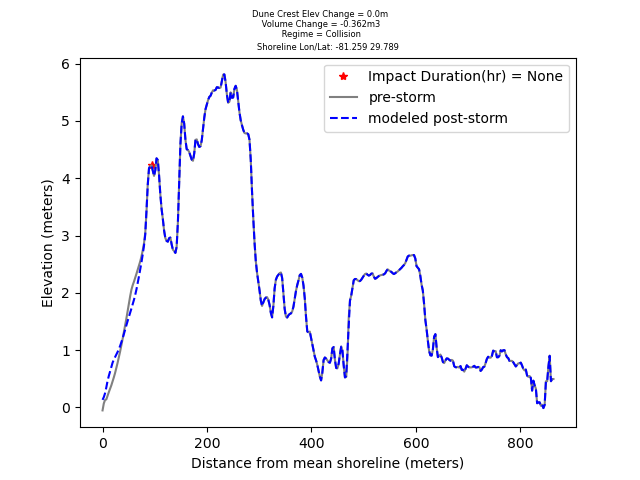 Dune Crest Elev Change = 0.0m
Volume Change = -0.362m3
Regime = Collision
Shoreline Lon/Lat: -81.259 29.789
Impact Duration(hr) = None
pre-storm
modeled post-storm
6
5
4
3
2
1
0
Elevation (meters)
0 200 400 600 800
Distance from mean shoreline (meters)